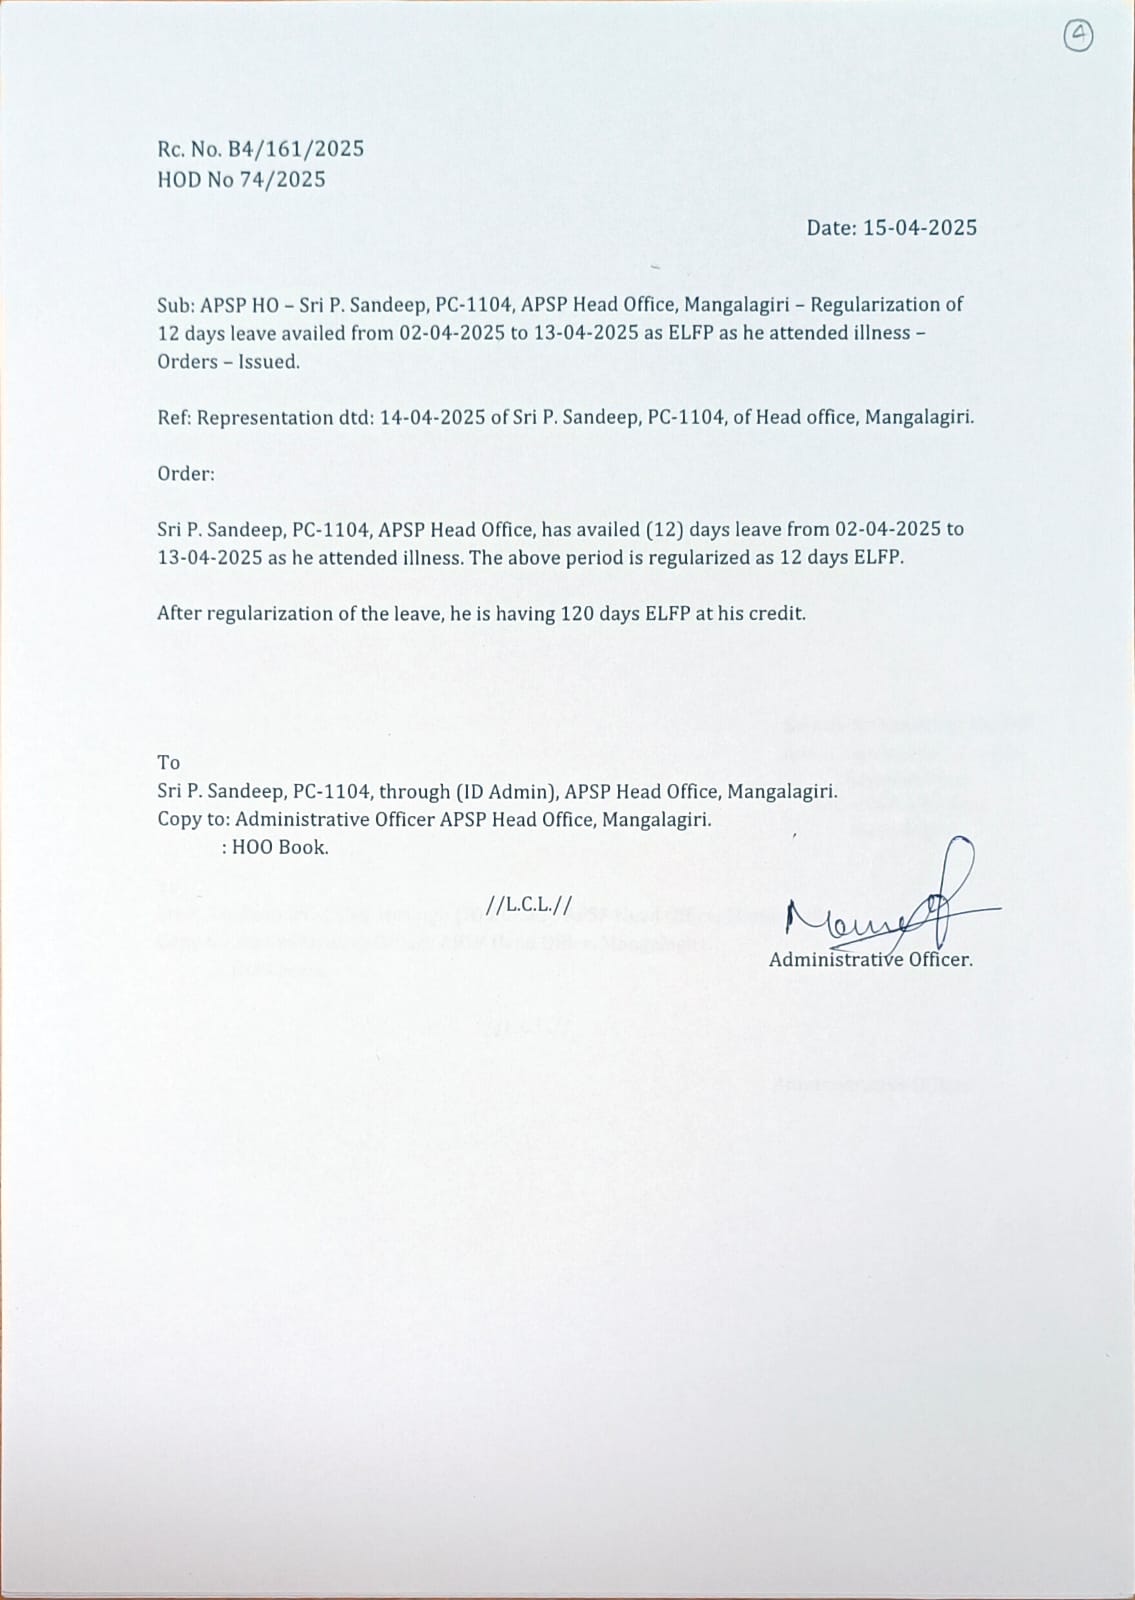 4
Rc. No. B4/161/2025
HOD No 74/2025
Date: 15-04-2025
Sub: APSP HO – Sri P. Sandeep, PC-1104, APSP Head Office, Mangalagiri – Regularization of
12 days leave availed from 02-04-2025 to 13-04-2025 as ELFP as he attended illness –
Orders – Issued.
Ref: Representation dtd: 14-04-2025 of Sri P. Sandeep, PC-1104, of Head office, Mangalagiri.
Order:
Sri P. Sandeep, PC-1104, APSP Head Office, has availed (12) days leave from 02-04-2025 to
13-04-2025 as he attended illness. The above period is regularized as 12 days ELFP.
After regularization of the leave, he is having 120 days ELFP at his credit.
To
Sri P. Sandeep, PC-1104, through (ID Admin), APSP Head Office, Mangalagiri.
Copy to: Administrative Officer APSP Head Office, Mangalagiri.
: HOO Book.
//L.C.L.//
Administrative Officer.